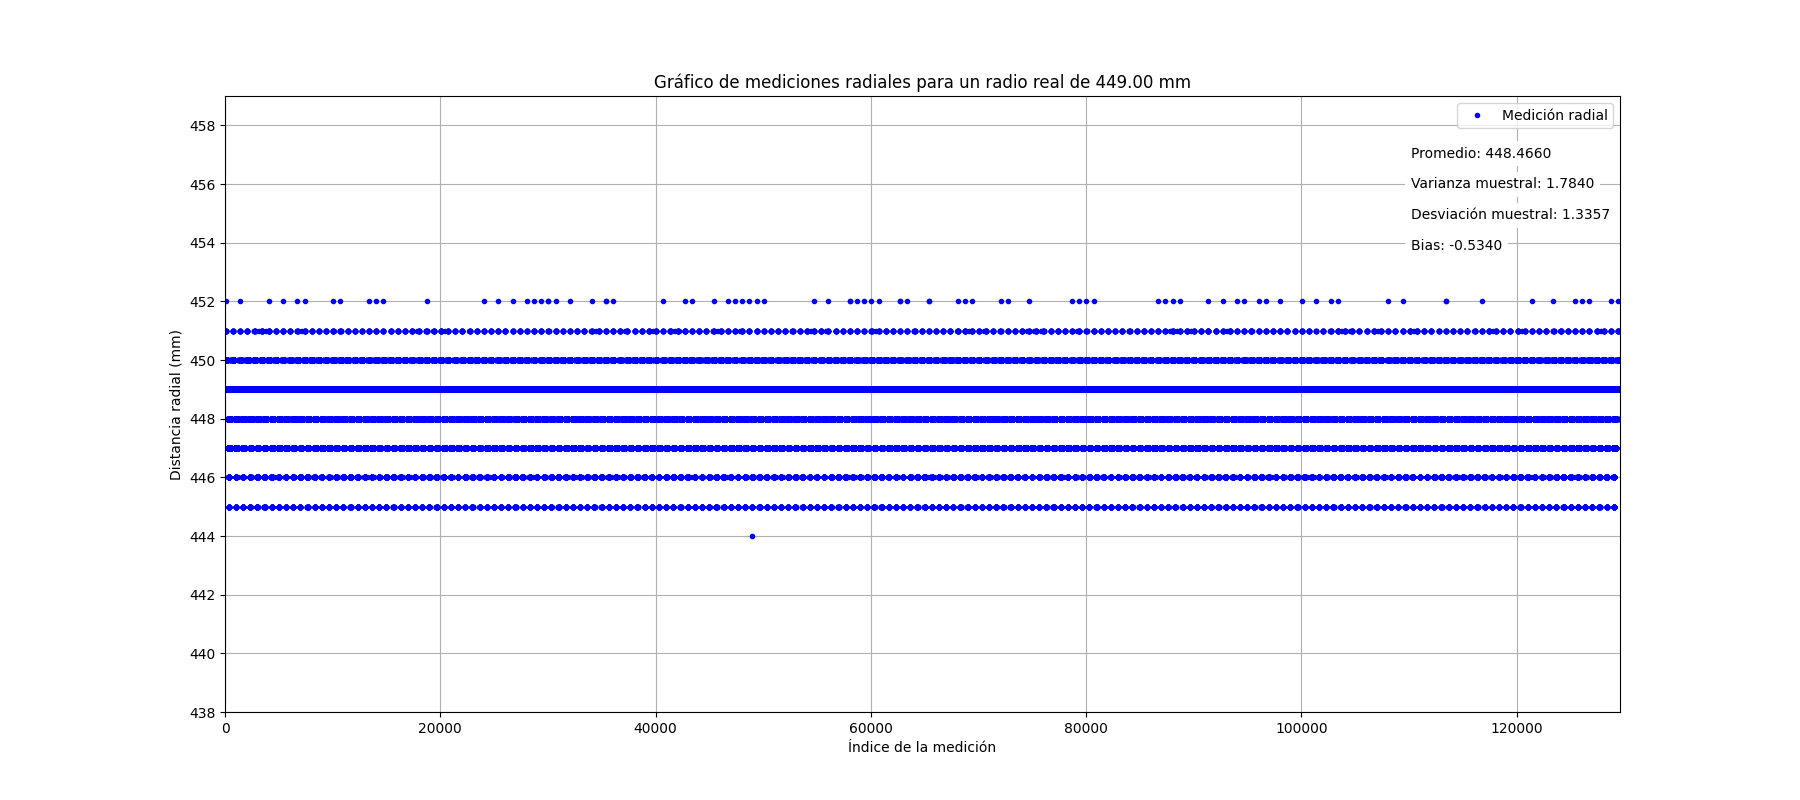 Gráfico de mediciones radiales para un radio real de 449.00 mm
Medición radial
Promedio: 448.4660
Varianza muestral: 1.7840
Desviación muestral: 1.3357
Bias: -0.5340
Distancia radial (mm)
458
456
454
452
450
448
446
444
442
440
438
0
20000
40000
60000
80000
100000
120000
Índice de la medición